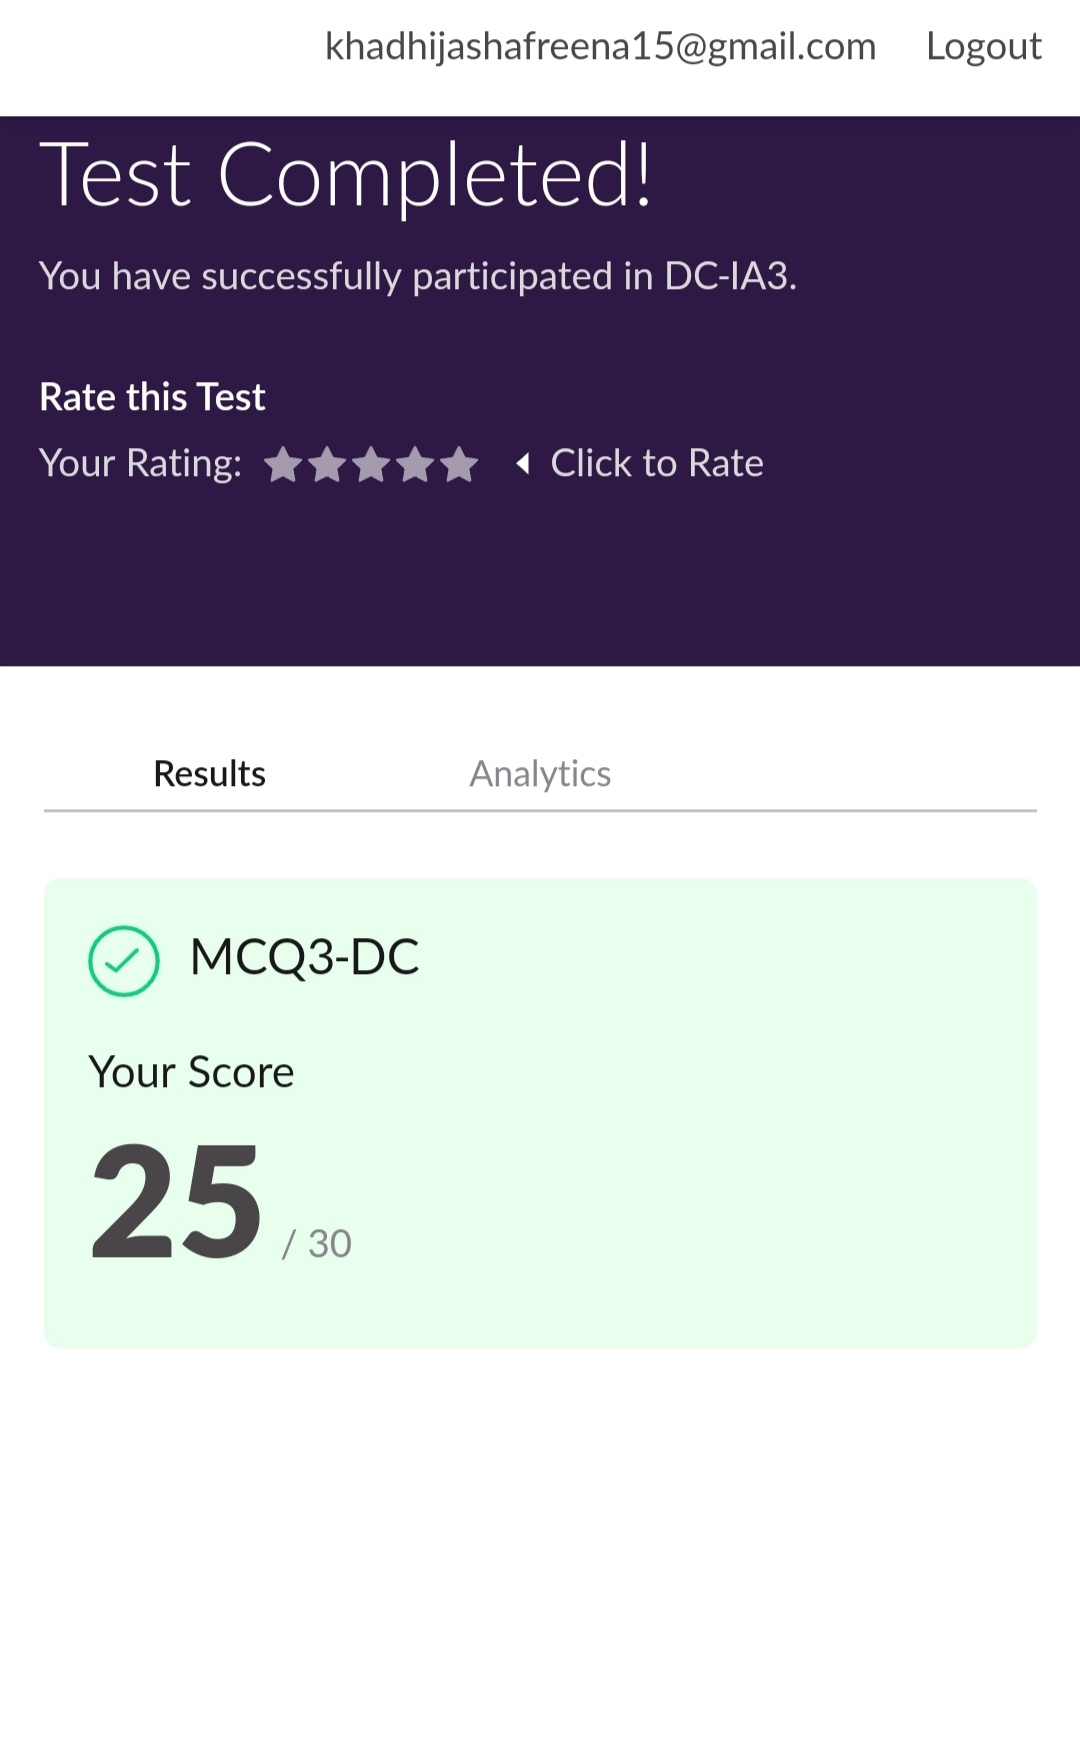 khadhijashafreena15@gmail.com Logout
Test Completed!
You have successfully participated in DC-IA3.
Rate this Test
Your Rating: Click to Rate
Results Analytics
MCQ3-DC
Your Score
25 / 30